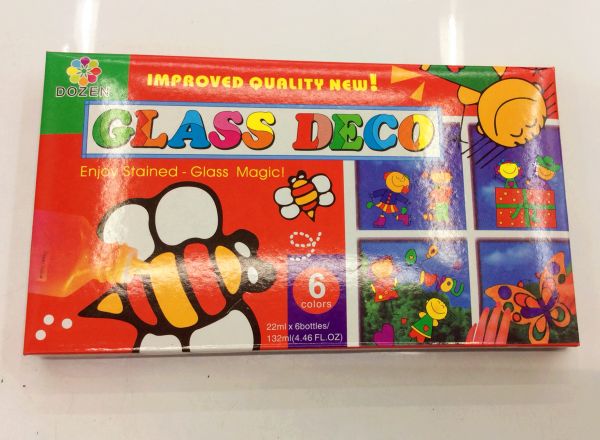 IMPROVED QUALITY NEW!
DOZEN
GLASS DECO
Enjoy Stained - Glass Magic!
6
colors
22ml x 6bottles/
132ml(4.46 FL.OZ)
YOU